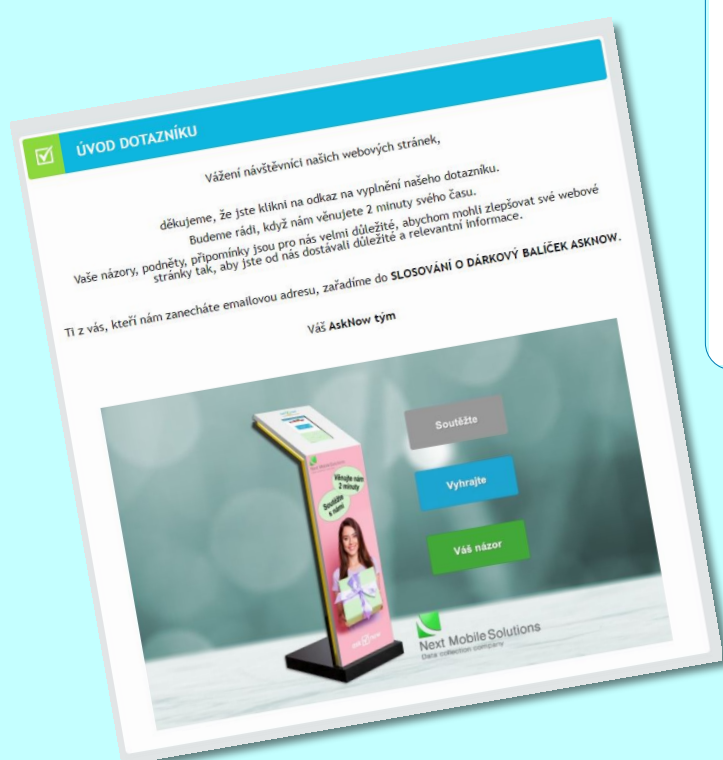 ÚVOD DOTAZNÍKU
Vážení návštěvníci našich webových stránek,
děkujeme, že jste klikni na odkaz na vyplnění našeho dotazníku.
Budeme rádi, když nám věnujete 2 minuty svého času.
Vaše názory, podněty, připomínky jsou pro nás velmi důležité, abychom mohli zlepšovat své webové
stránky tak, aby jste od nás dostávali důležité a relevantní informace.
Ti z vás, kteří nám zanecháte emailovou adresu, zařadíme do SLOSOVÁNÍ O DÁRKOVÝ BALÍČEK ASKNOW.
Váš AskNow tým
Soutěžte
Vyhrajte
Váš názor
Next Mobile Solutions
Věnujte nám
2 minuty
Soutěžte
s námi
Next Mobile Solutions
Data collection company